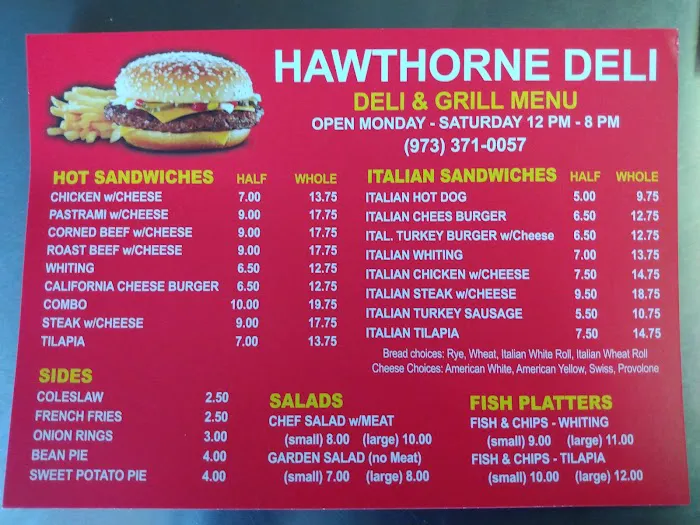 HAWTHORNE DELI
DELI & GRILL MENU
OPEN MONDAY - SATURDAY 12 PM - 8 PM
(973) 371-0057
HOT SANDWICHES HALF WHOLE
CHICKEN w/CHEESE 7.00 13.75
PASTRAMI w/CHEESE 9.00 17.75
CORNED BEEF w/CHEESE 9.00 17.75
ROAST BEEF w/CHEESE 9.00 17.75
WHITING 6.50 12.75
CALIFORNIA CHEESE BURGER 6.50 12.75
COMBO 10.00 19.75
STEAK w/CHEESE 9.00 17.75
TILAPIA 7.00 13.75
ITALIAN SANDWICHES HALF WHOLE
ITALIAN HOT DOG 5.00 9.75
ITALIAN CHEES BURGER 6.50 12.75
ITAL. TURKEY BURGER w/Cheese 6.50 12.75
ITALIAN WHITING 7.00 13.75
ITALIAN CHICKEN w/CHEESE 7.50 14.75
ITALIAN STEAK w/CHEESE 9.50 18.75
ITALIAN TURKEY SAUSAGE 5.50 10.75
ITALIAN TILAPIA 7.50 14.75
Bread choices: Rye, Wheat, Italian White Roll, Italian Wheat Roll
Cheese Choices: American White, American Yellow, Swiss, Provolone
SIDES
COLESLAW 2.50
FRENCH FRIES 2.50
ONION RINGS 3.00
BEAN PIE 4.00
SWEET POTATO PIE 4.00
SALADS
CHEF SALAD w/MEAT
(small) 8.00 (large) 10.00
GARDEN SALAD (no Meat)
(small) 7.00 (large) 8.00
FISH PLATTERS
FISH & CHIPS - WHITING
(small) 9.00 (large) 11.00
FISH & CHIPS - TILAPIA
(small) 10.00 (large) 12.00